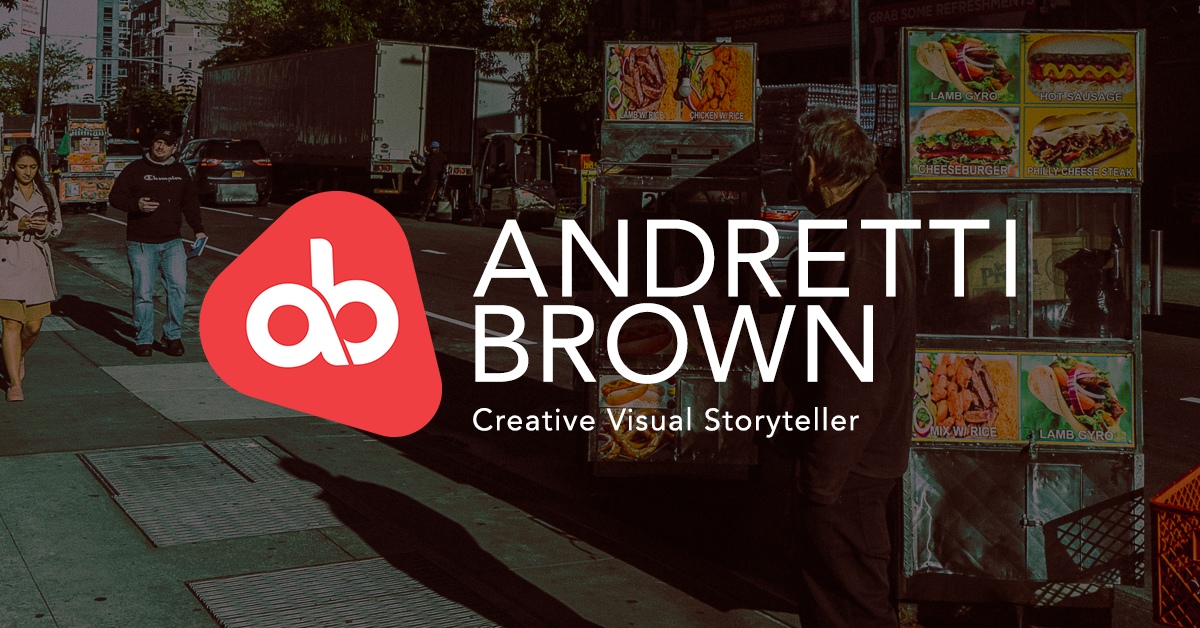 GRAB SOME REFRESHMENTS
LAMB W/ RICE
CHICKEN W/ RICE
LAMB GYRO
HOT SAUSAGE
CHEESEBURGER
PHILLY CHEESE STEAK
Champion
ab
ANDRETTI
BROWN
Creative Visual Storyteller
MIX W/ RICE
LAMB GYRO